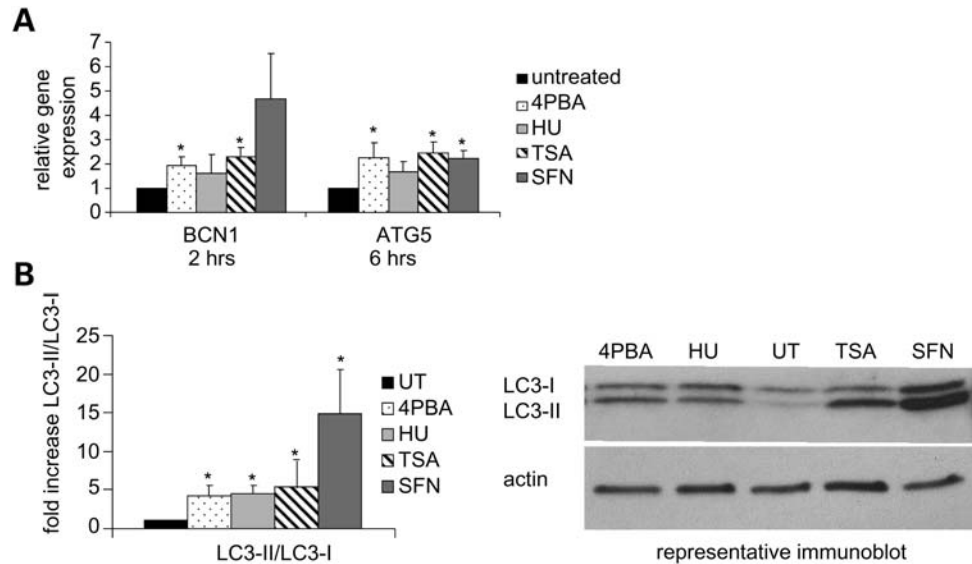 A
relative gene
expression
7
6
5
4
3
2
1
0
*
*
*
*
*
BCN1
2 hrs
ATG5
6 hrs
untreated
4PBA
HU
TSA
SFN
B
fold increase LC3-II/LC3-I
25
20
15
10
5
0
*
*
*
*
LC3-II/LC3-I
UT
4PBA
HU
TSA
SFN
4PBA HU UT TSA SFN
LC3-I
LC3-II
actin
representative immunoblot